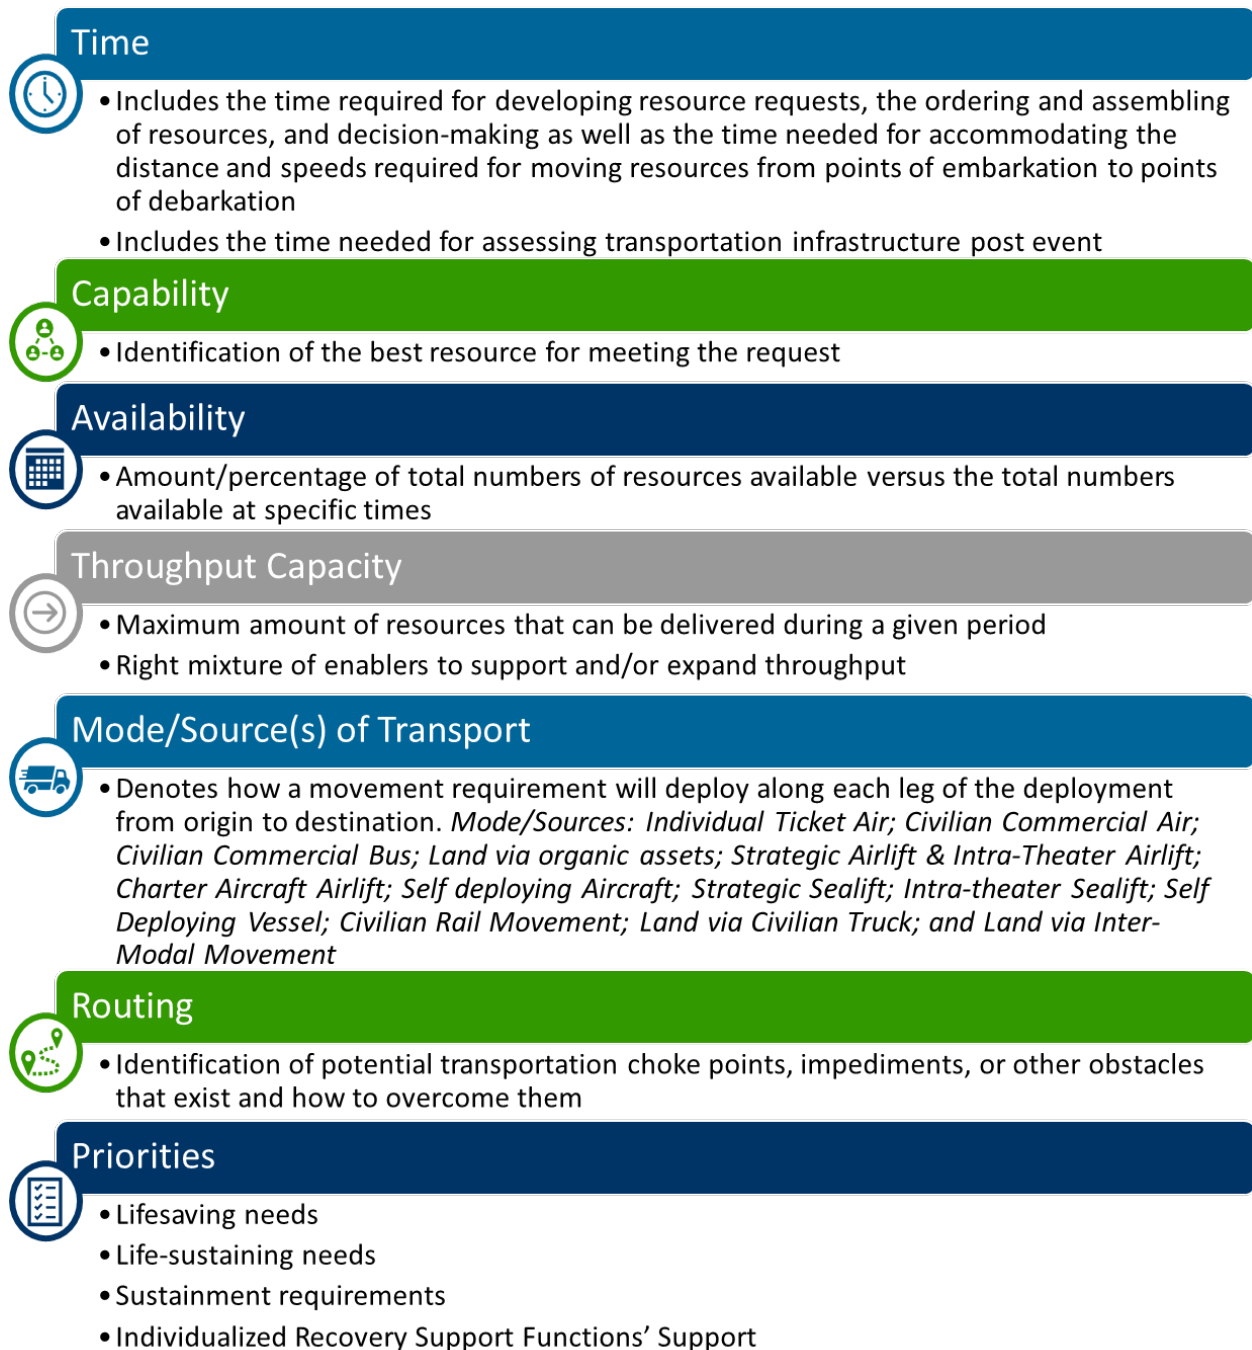 Time
• Includes the time required for developing resource requests, the ordering and assembling
of resources, and decision-making as well as the time needed for accommodating the
distance and speeds required for moving resources from points of embarkation to points
of debarkation
• Includes the time needed for assessing transportation infrastructure post event
Capability
• Identification of the best resource for meeting the request
Availability
• Amount/percentage of total numbers of resources available versus the total numbers
available at specific times
Throughput Capacity
• Maximum amount of resources that can be delivered during a given period
• Right mixture of enablers to support and/or expand throughput
Mode/Source(s) of Transport
• Denotes how a movement requirement will deploy along each leg of the deployment
from origin to destination. Mode/Sources: Individual Ticket Air; Civilian Commercial Air;
Civilian Commercial Bus; Land via organic assets; Strategic Airlift & Intra-Theater Airlift;
Charter Aircraft Airlift; Self deploying Aircraft; Strategic Sealift; Intra-theater Sealift; Self
Deploying Vessel; Civilian Rail Movement; Land via Civilian Truck; and Land via Inter-
Modal Movement
Routing
• Identification of potential transportation choke points, impediments, or other obstacles
that exist and how to overcome them
Priorities
• Lifesaving needs
• Life-sustaining needs
• Sustainment requirements
• Individualized Recovery Support Functions’ Support